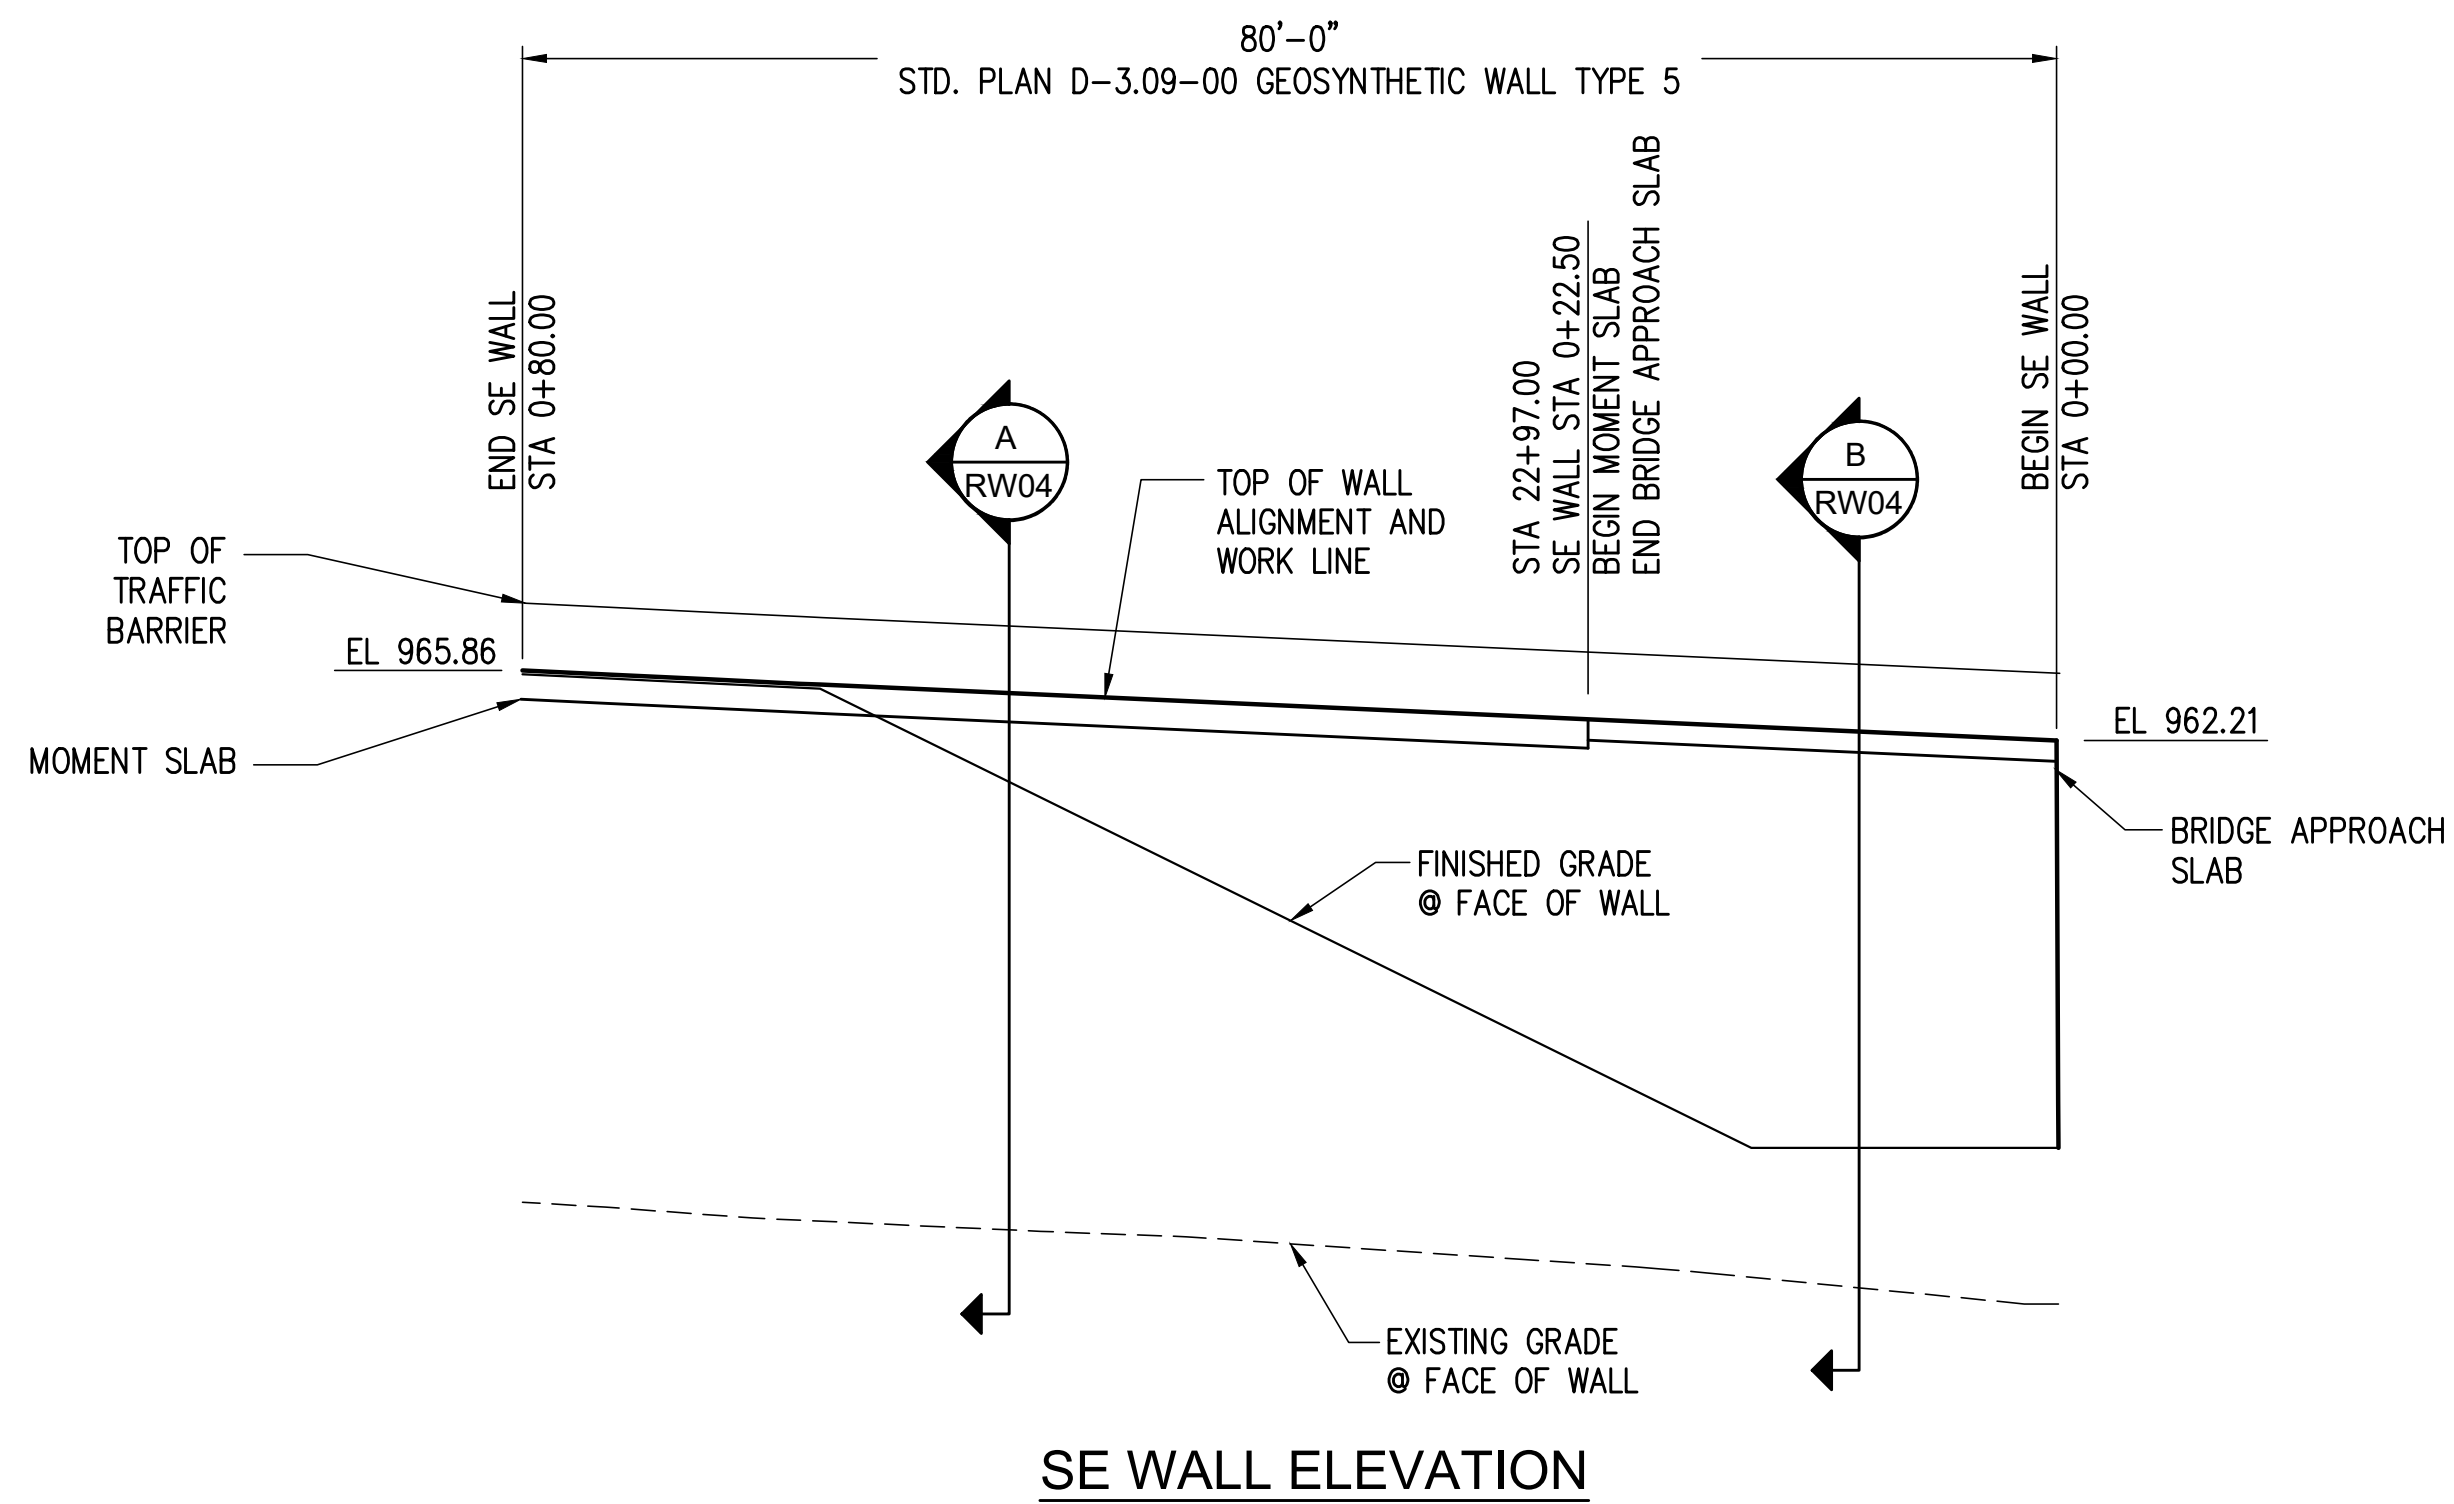 80'-0"
STD. PLAN D-3.09-00 GEOSYNTHETIC WALL TYPE 5
END SE WALL
STA 0+80.00
STA 22+97.00
SE WALL STA 0+22.50
BEGIN MOMENT SLAB
END BRIDGE APPROACH SLAB
BEGIN SE WALL
STA 0+00.00
A
RW04
B
RW04
TOP OF WALL
ALIGNMENT AND
WORK LINE
TOP OF
TRAFFIC
BARRIER
EL 965.86
EL 962.21
MOMENT SLAB
BRIDGE APPROACH
SLAB
FINISHED GRADE
@ FACE OF WALL
EXISTING GRADE
@ FACE OF WALL
SE WALL ELEVATION